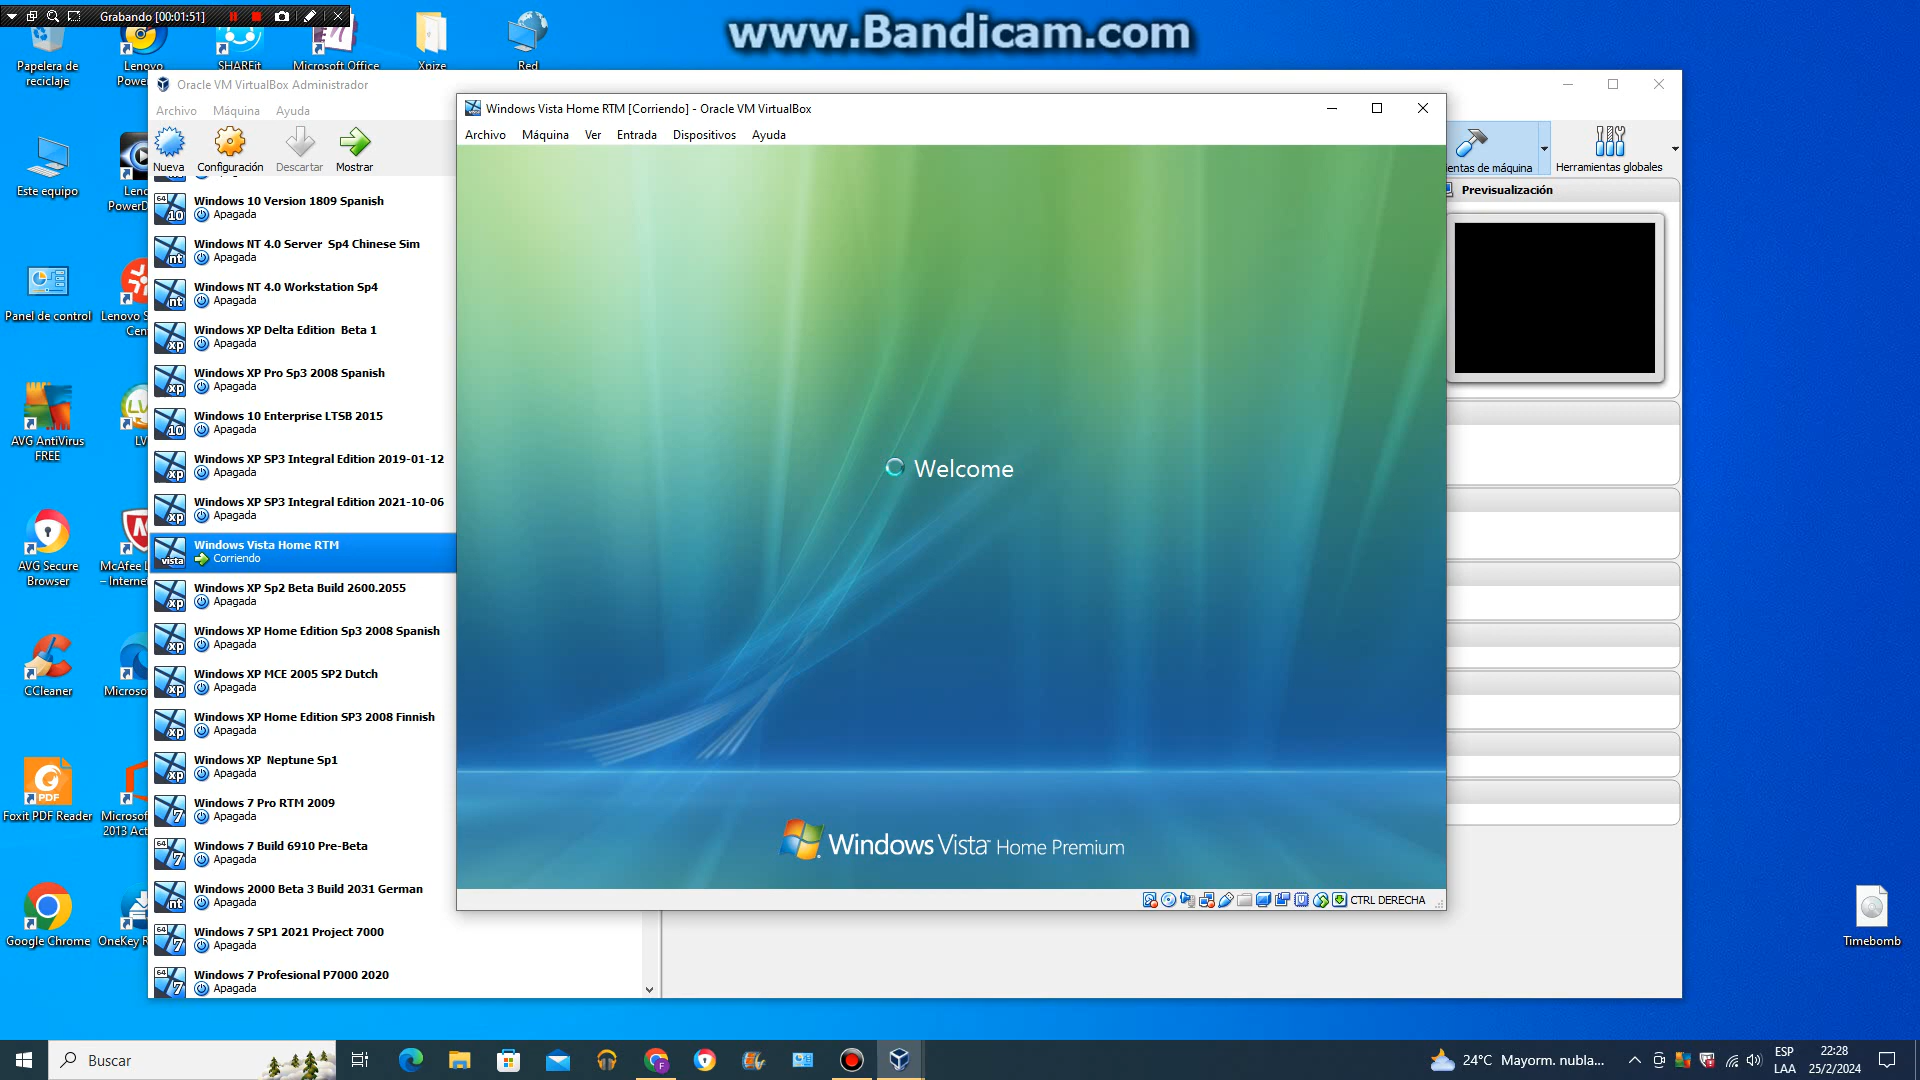 Grabando [00:01:51]
www.Bandicam.com
Papelera de
reciclaje
Lenovo
Power
SHAREit
Microsoft Office
Xpize
Red
Este equipo
Leno
PowerD
Panel de control
Lenovo S
Cen
AVG AntiVirus
FREE
LV
AVG Secure
Browser
McAfee L
– Internet
CCleaner
Microso
Foxit PDF Reader
Microsof
2013 Act
Google Chrome
OneKey R
Timebomb
Oracle VM VirtualBox Administrador
Archivo Máquina Ayuda
Nueva
Configuración
Descartar
Mostrar
entas de máquina
Herramientas globales
Previsualización
Apagada
Windows 10 Version 1809 Spanish
Apagada
Windows NT 4.0 Server  Sp4 Chinese Sim
Apagada
Windows NT 4.0 Workstation Sp4
Apagada
Windows XP Delta Edition  Beta 1
Apagada
Windows XP Pro Sp3 2008 Spanish
Apagada
Windows 10 Enterprise LTSB 2015
Apagada
Windows XP SP3 Integral Edition 2019-01-12
Apagada
Windows XP SP3 Integral Edition 2021-10-06
Apagada
Windows Vista Home RTM
Corriendo
Windows XP Sp2 Beta Build 2600.2055
Apagada
Windows XP Home Edition Sp3 2008 Spanish
Apagada
Windows XP MCE 2005 SP2 Dutch
Apagada
Windows XP Home Edition SP3 2008 Finnish
Apagada
Windows XP  Neptune Sp1
Apagada
Windows 7 Pro RTM 2009
Apagada
Windows 7 Build 6910 Pre-Beta
Apagada
Windows 2000 Beta 3 Build 2031 German
Apagada
Windows 7 SP1 2021 Project 7000
Apagada
Windows 7 Profesional P7000 2020
Apagada
Windows Vista Home RTM [Corriendo] - Oracle VM VirtualBox
Archivo Máquina Ver Entrada Dispositivos Ayuda
Welcome
Windows Vista™ Home Premium
CTRL DERECHA
Buscar
24°C Mayorm. nubla...
ESP
LAA
22:28
25/2/2024